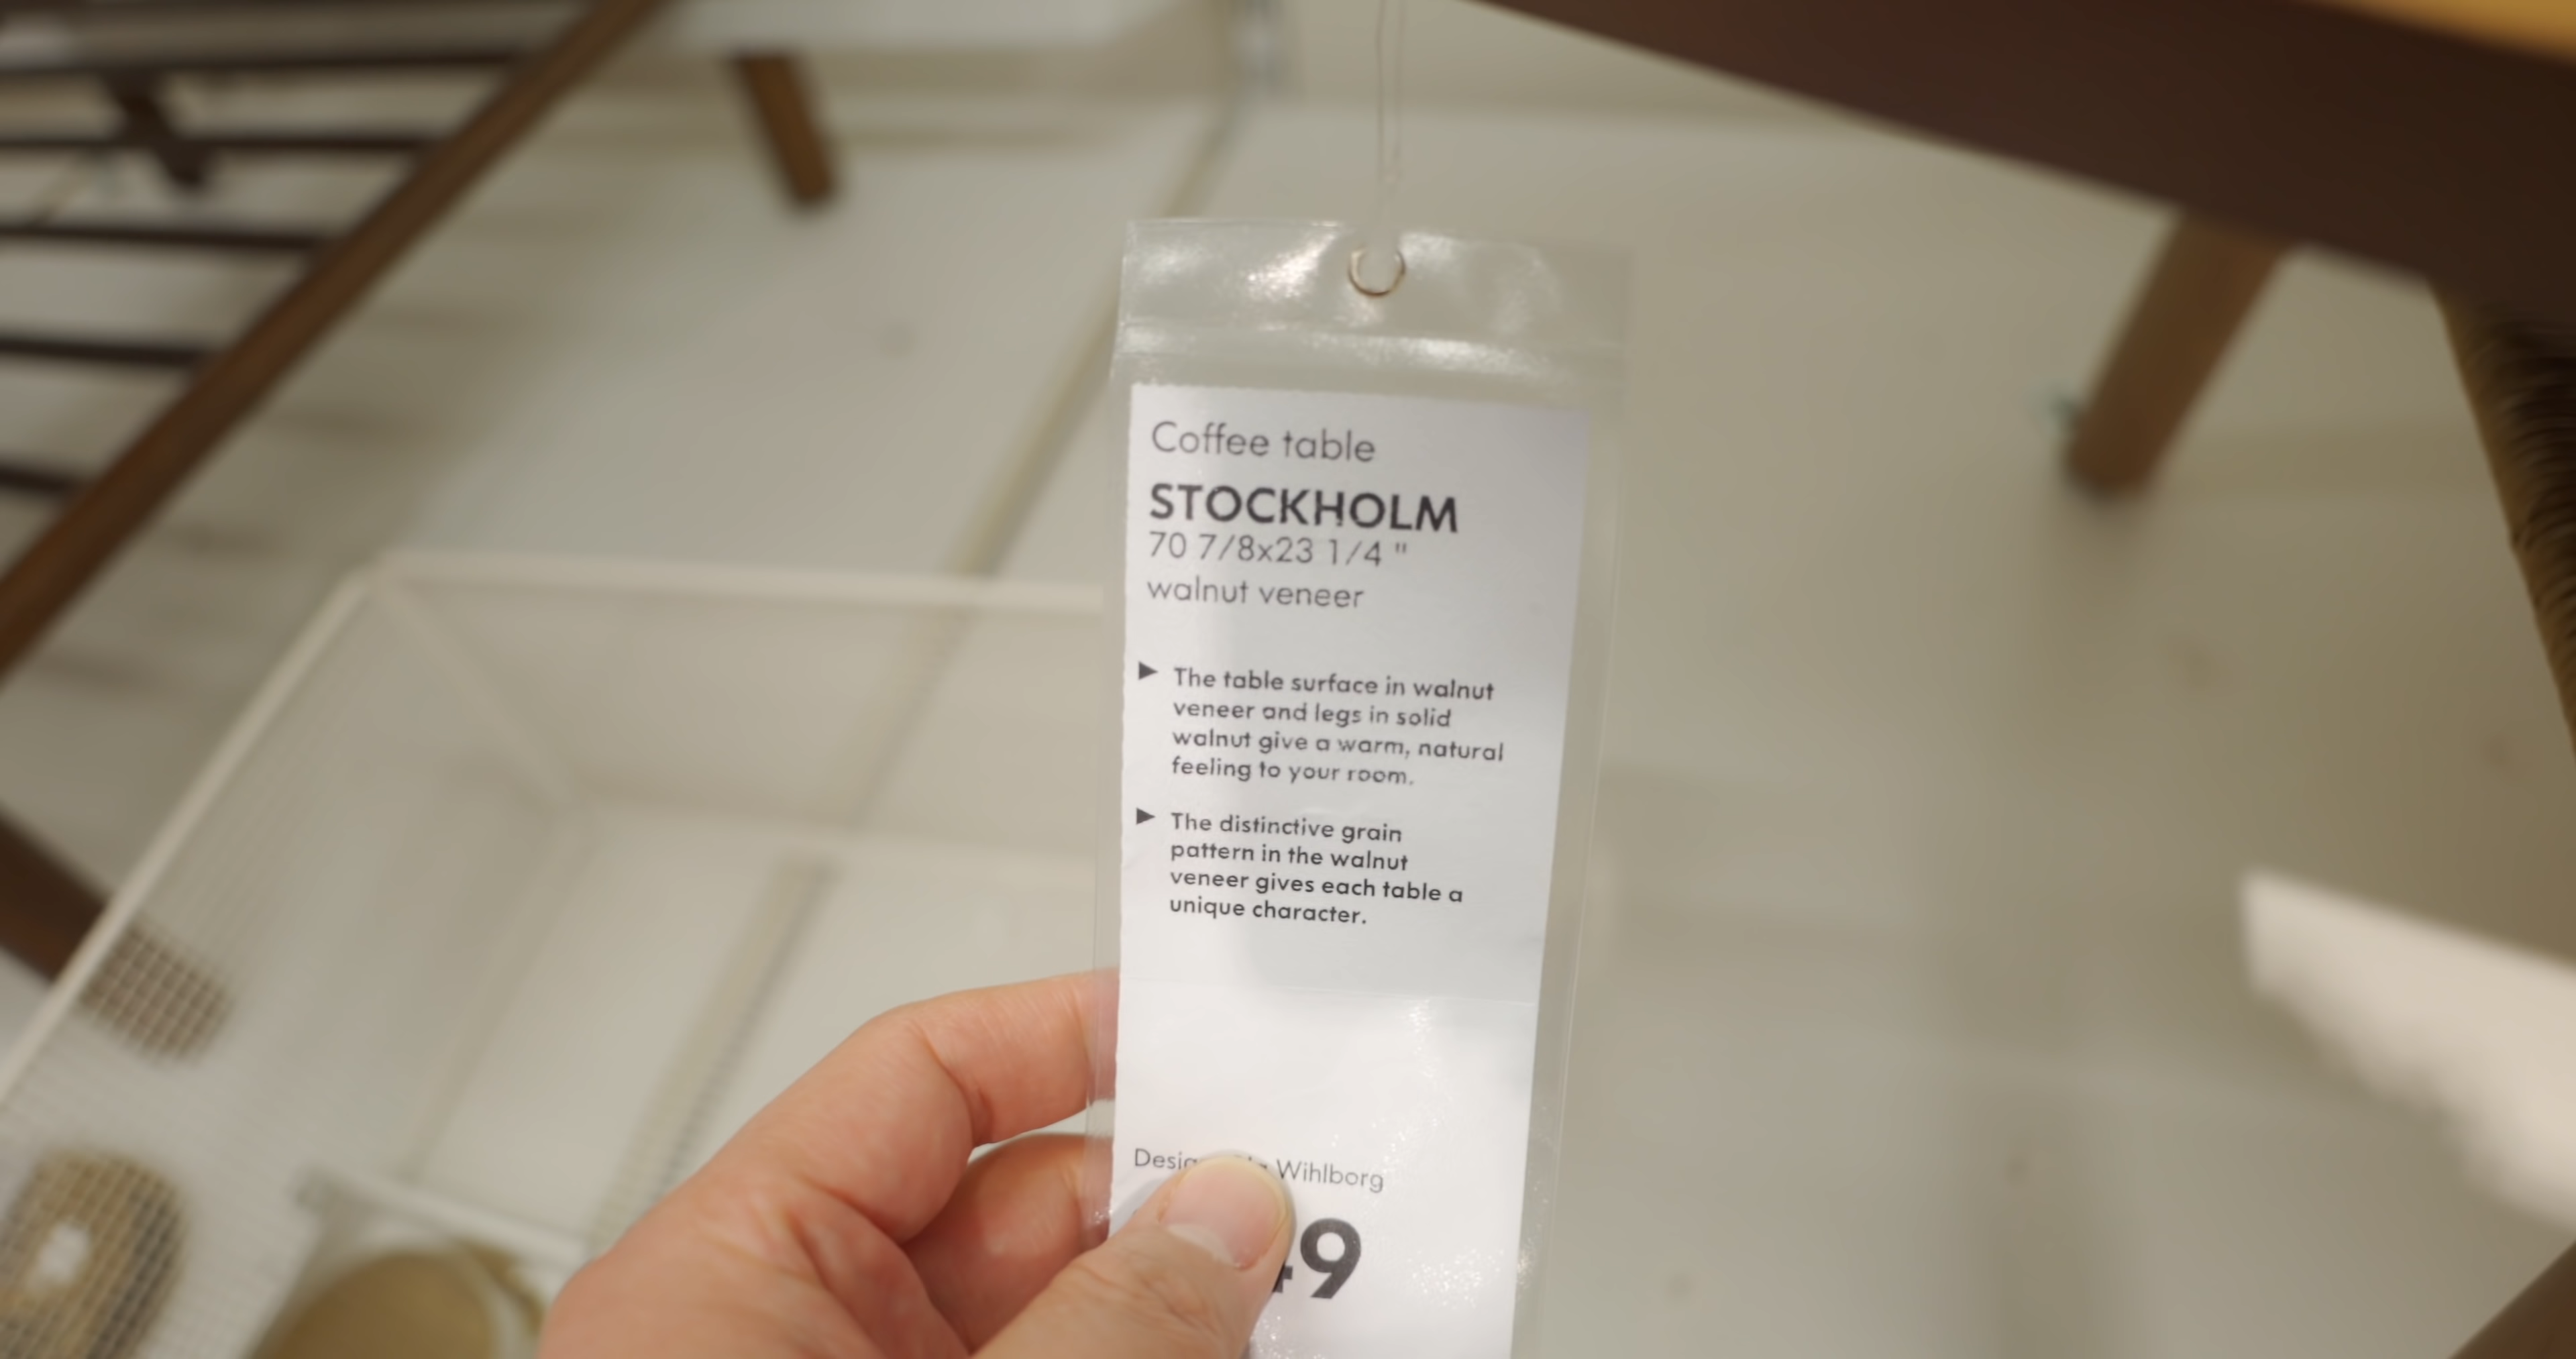 Coffee table
STOCKHOLM
70 7/8x23 1/4 "
walnut veneer
► The table surface in walnut
veneer and legs in solid
walnut give a warm, natural
feeling to your room.
► The distinctive grain
pattern in the walnut
veneer gives each table a
unique character.
Wihlborg
49